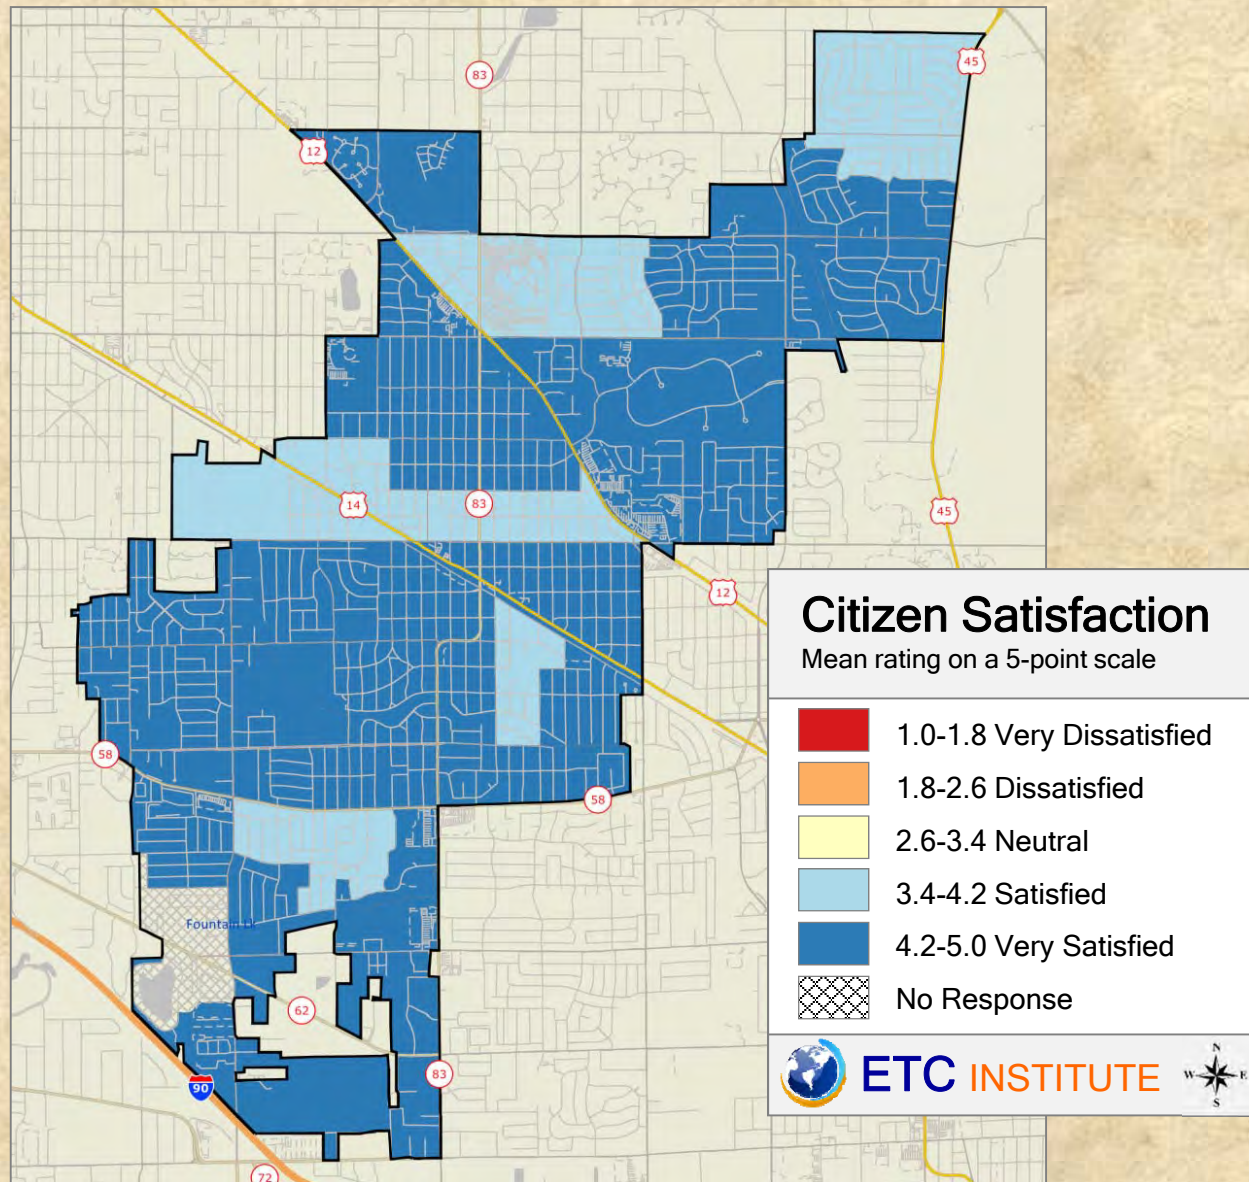 45
83
12
14
83
45
12
Citizen Satisfaction
Mean rating on a 5-point scale
1.0-1.8 Very Dissatisfied
58
1.8-2.6 Dissatisfied
58
2.6-3.4 Neutral
3.4-4.2 Satisfied
Fountain Lk
4.2-5.0 Very Satisfied
No Response
62
ETC INSTITUTE
N
W E
S
83
90
72